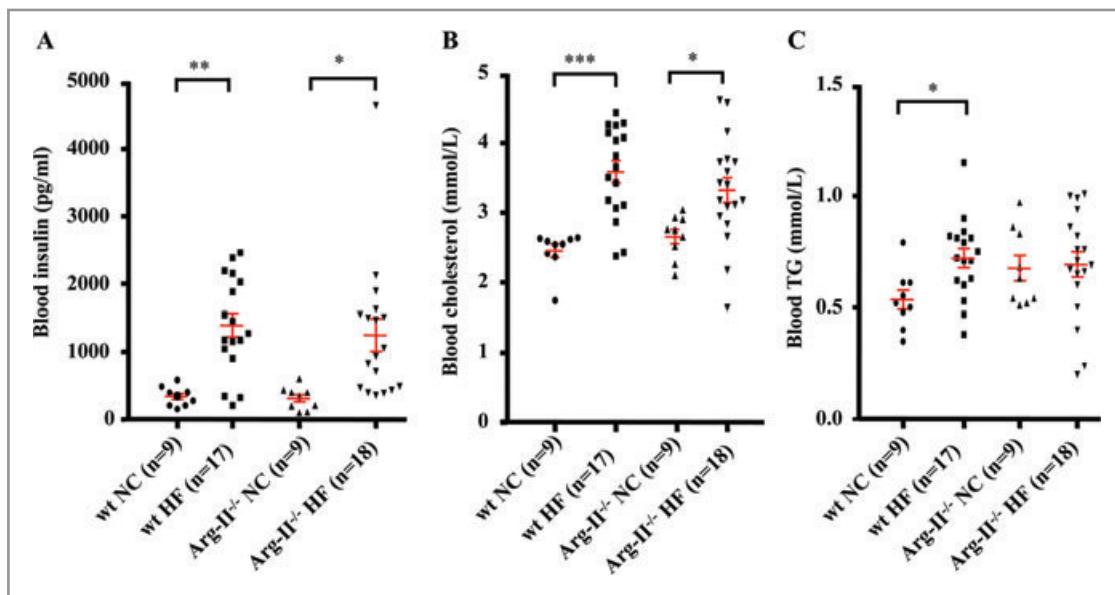 A
**
*
Blood insulin (pg/ml)
5000
4000
3000
2000
1000
0
wt NC (n=9)
wt HF (n=17)
Arg-II-/- NC (n=9)
Arg-II-/- HF (n=18)
B
***
*
Blood cholesterol (mmol/L)
5
4
3
2
1
0
wt NC (n=9)
wt HF (n=17)
Arg-II-/- NC (n=9)
Arg-II-/- HF (n=18)
C
*
Blood TG (mmol/L)
1.5
1.0
0.5
0.0
wt NC (n=9)
wt HF (n=17)
Arg-II-/- NC (n=9)
Arg-II-/- HF (n=18)